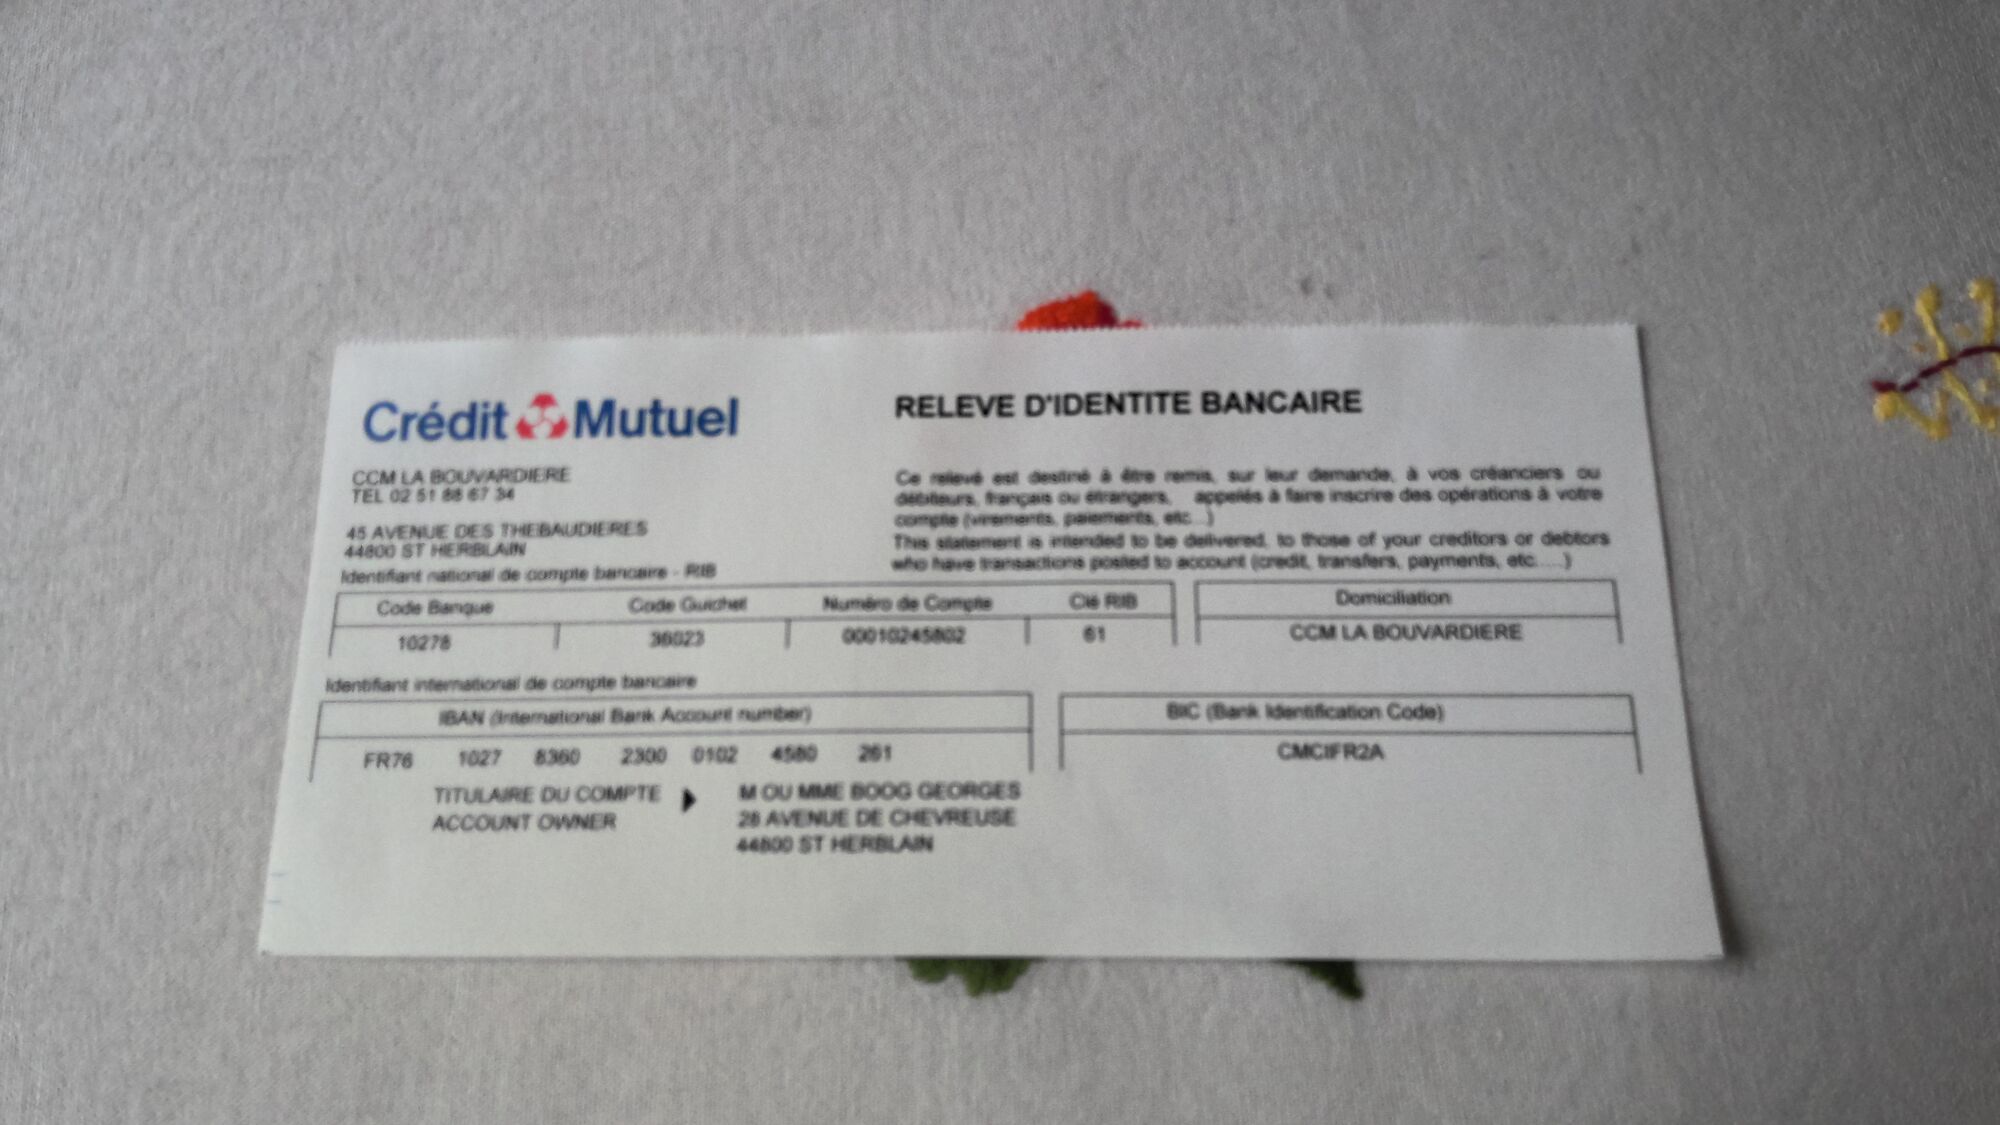 Crédit Mutuel
RELEVE D'IDENTITE BANCAIRE
CCM LA BOUVARDIERE
TEL 02 51 88 67 34
45 AVENUE DES THEBAUDIERES
44800 ST HERBLAIN
Ce relevé est destiné à être remis, sur leur demande, à vos créanciers ou
débiteurs, français ou étrangers, appelés à faire inscrire des opérations à votre
compte (virements, paiements, etc...)
This statement is intended to be delivered, to those of your creditors or debtors
who have transactions posted to account (credit, transfers, payments, etc.....)
Identifiant national de compte bancaire - RIB
Code Banque Code Guichet Numéro de Compte Clé RIB Domiciliation
10278 36023 00010245802 61 CCM LA BOUVARDIERE
Identifiant international de compte bancaire
IBAN (International Bank Account number) BIC (Bank Identification Code)
FR76 1027 8360 2300 0102 4580 261 CMCIFR2A
TITULAIRE DU COMPTE M OU MME BOOG GEORGES
ACCOUNT OWNER 28 AVENUE DE CHEVREUSE
44800 ST HERBLAIN